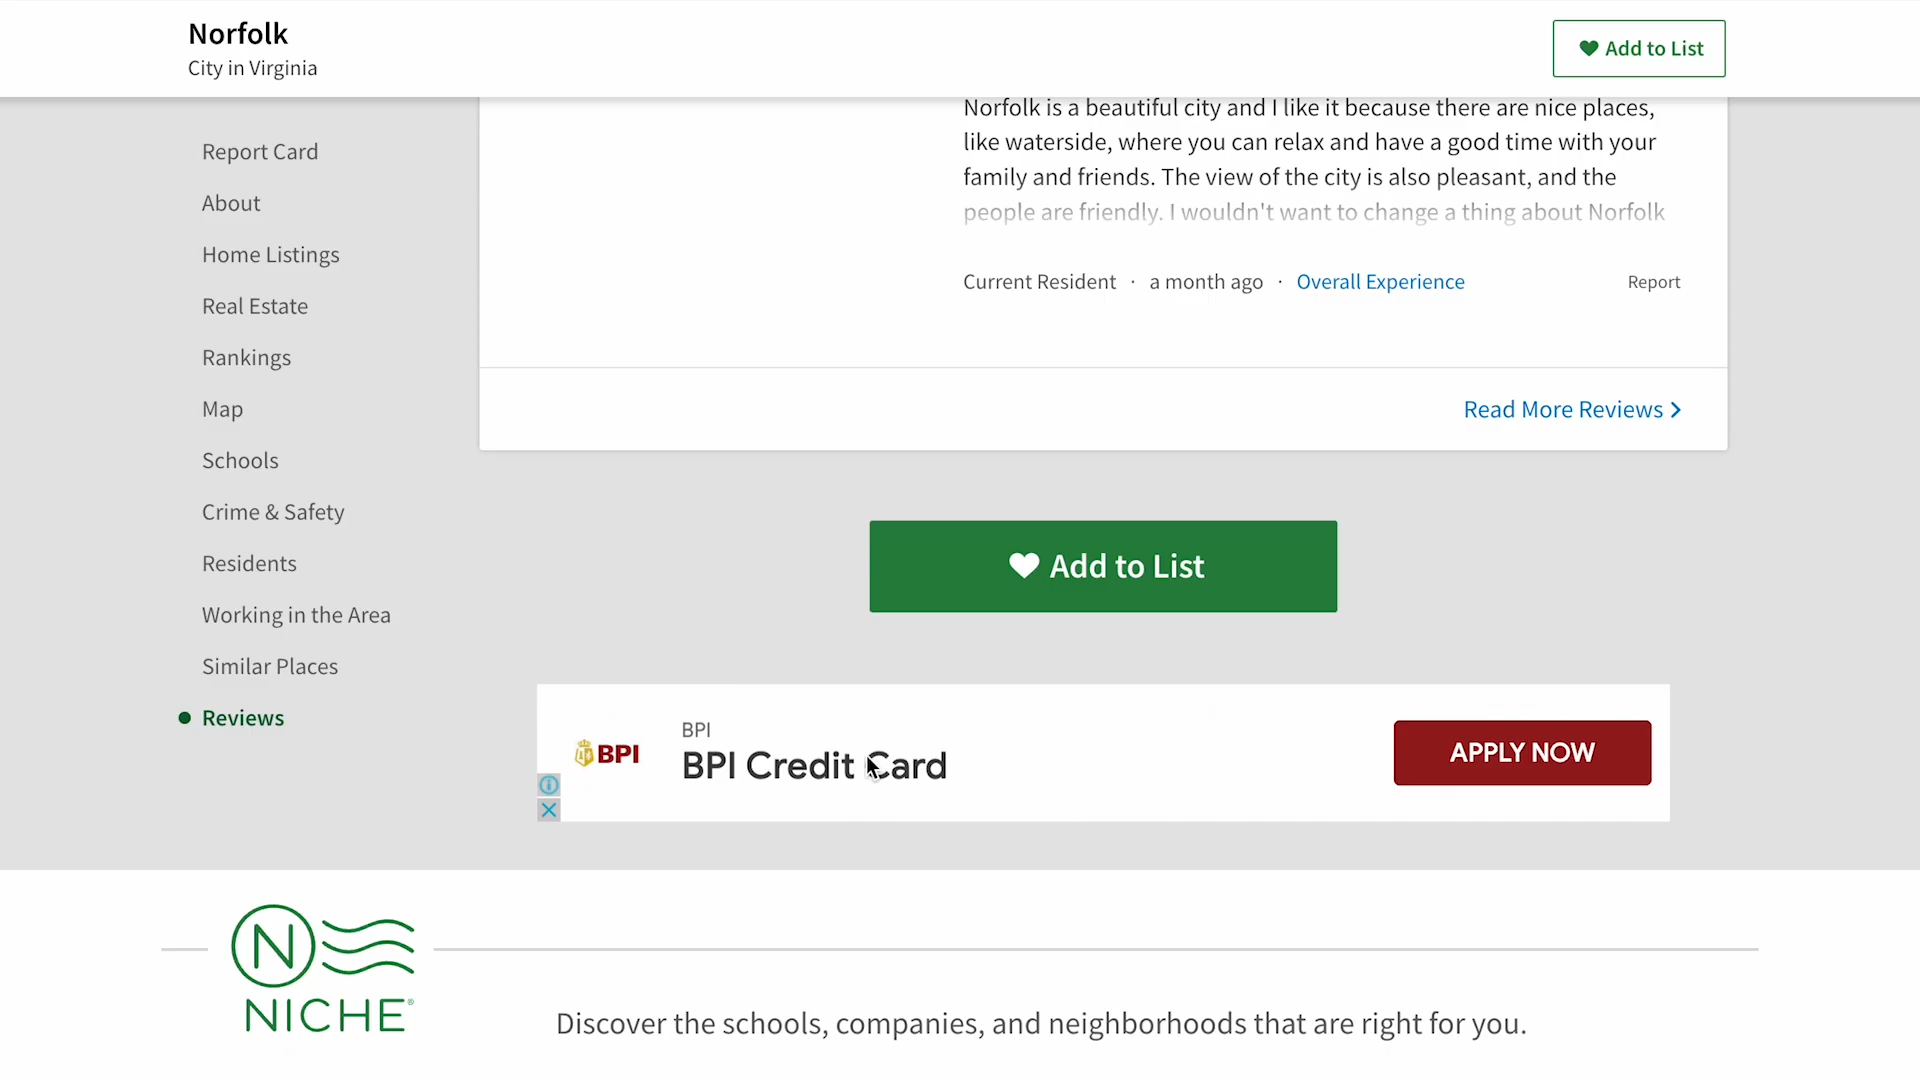 Norfolk
City in Virginia
Add to List
Report Card
About
Home Listings
Real Estate
Rankings
Map
Schools
Crime & Safety
Residents
Working in the Area
Similar Places
Reviews
Norfolk is a beautiful city and I like it because there are nice places,
like waterside, where you can relax and have a good time with your
family and friends. The view of the city is also pleasant, and the
people are friendly. I wouldn't want to change a thing about Norfolk
Current Resident · a month ago · Overall Experience
Report
Read More Reviews
Add to List
BPI
BPI
BPI Credit Card
APPLY NOW
N
NICHE®
Discover the schools, companies, and neighborhoods that are right for you.